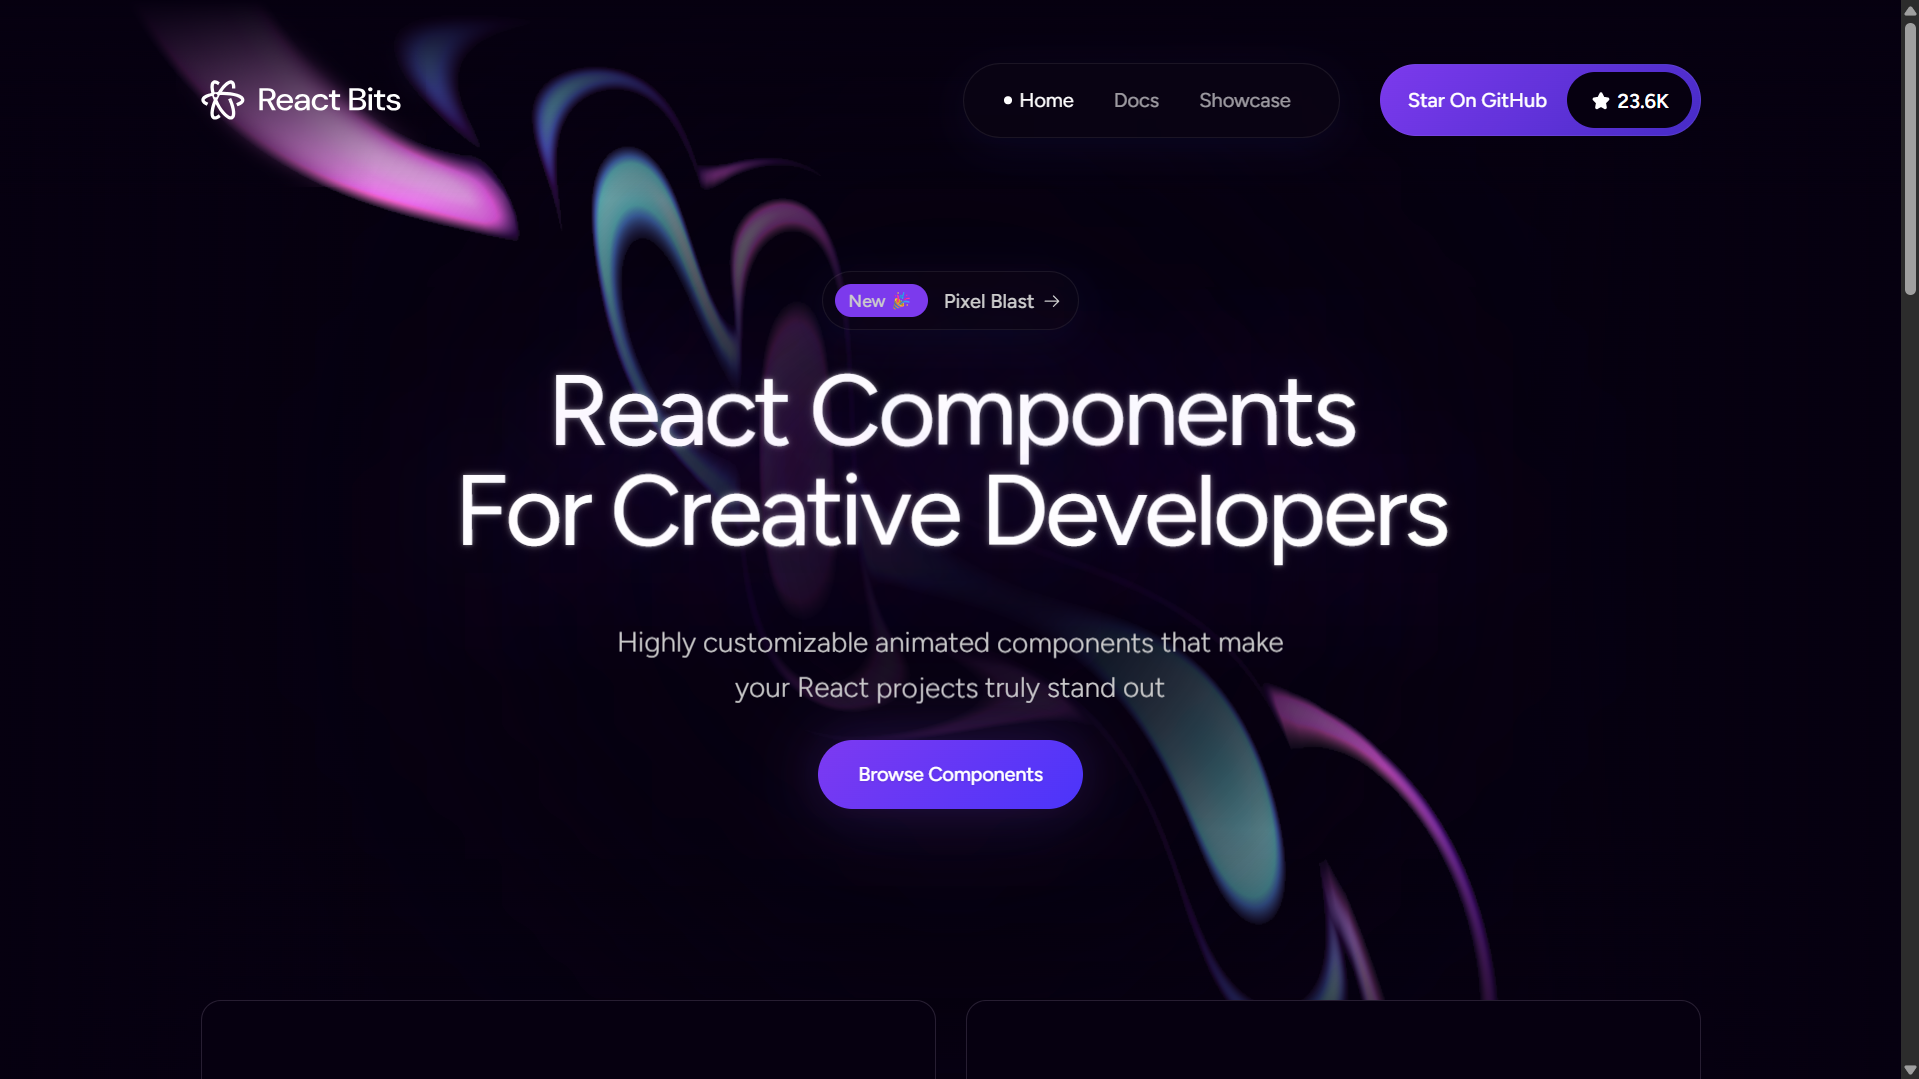 React Bits
Home Docs Showcase
Star On GitHub 23.6K
New 🎉 Pixel Blast →
React Components
For Creative Developers
Highly customizable animated components that make
your React projects truly stand out
Browse Components